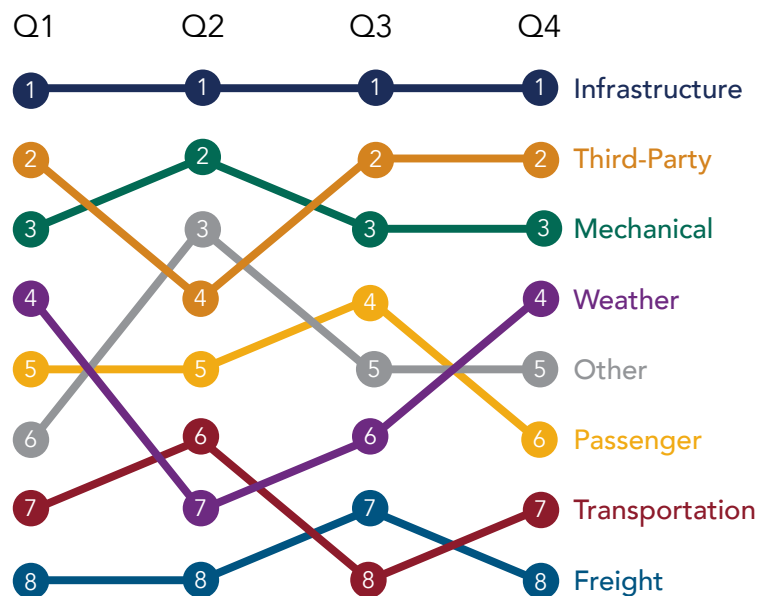 Q1 Q2 Q3 Q4
1 1 1 1 Infrastructure
2 2 2 2 Third-Party
3 3 3 3 Mechanical
4 4 4 4 Weather
5 5 5 5 Other
6 6 6 6 Passenger
7 7 7 7 Transportation
8 8 8 8 Freight